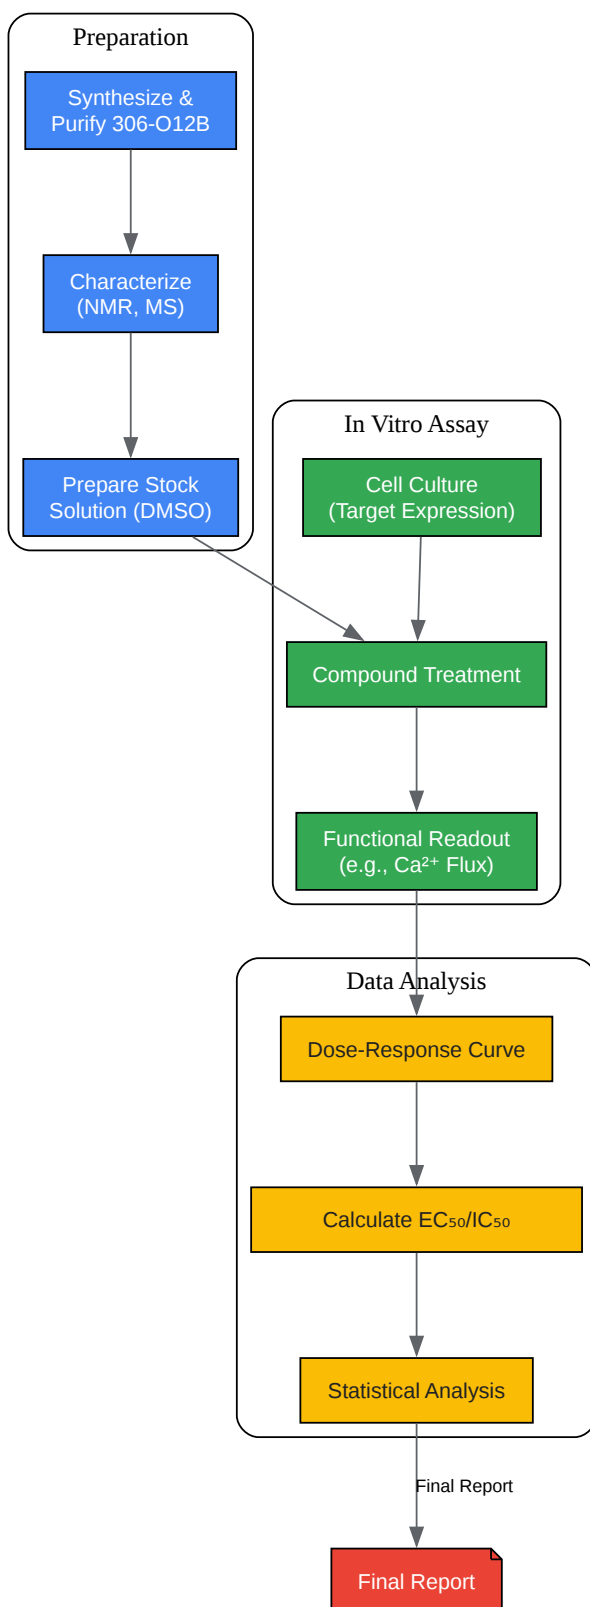 Preparation
Synthesize &
Purify 306-O12B
Characterize
(NMR, MS)
Prepare Stock
Solution (DMSO)
In Vitro Assay
Cell Culture
(Target Expression)
Compound Treatment
Functional Readout
(e.g., Ca²⁺ Flux)
Data Analysis
Dose-Response Curve
Calculate EC₅₀/IC₅₀
Statistical Analysis
Final Report
Final Report